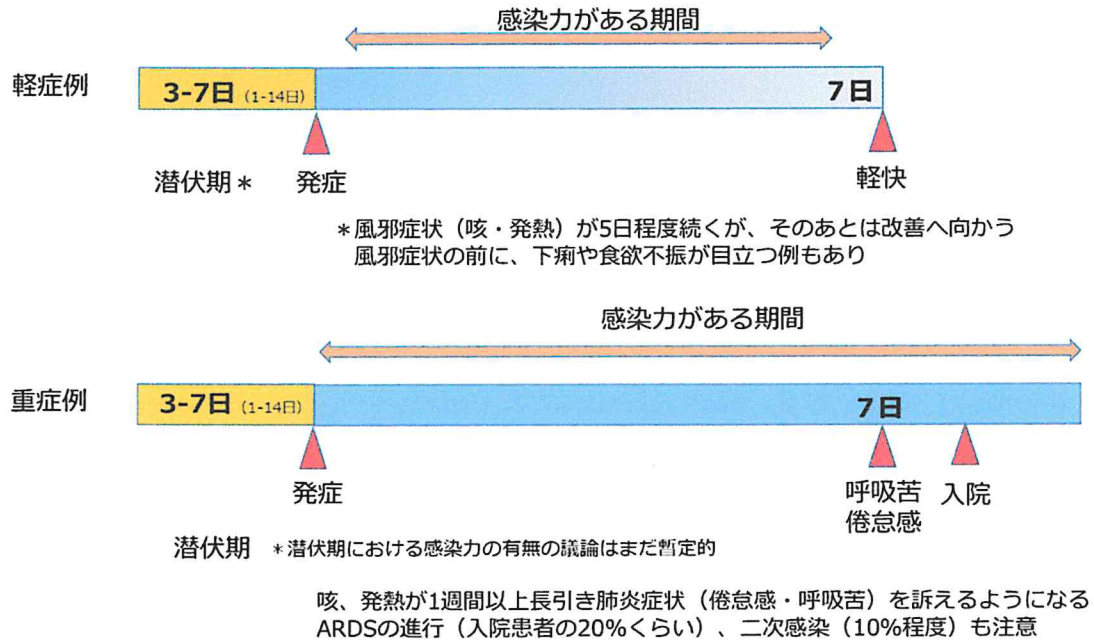 感染力がある期間
軽症例
3-7日 (1-14日)
7日
潜伏期＊
発症
軽快
＊風邪症状（咳・発熱）が5日程度続くが、そのあとは改善へ向かう
風邪症状の前に、下痢や食欲不振が目立つ例もあり
感染力がある期間
重症例
3-7日 (1-14日)
7日
発症
呼吸苦
倦怠感
入院
潜伏期 ＊潜伏期における感染力の有無の議論はまだ暫定的
咳、発熱が1週間以上長引き肺炎症状（倦怠感・呼吸苦）を訴えるようになる
ARDSの進行（入院患者の20%くらい）、二次感染（10%程度）も注意